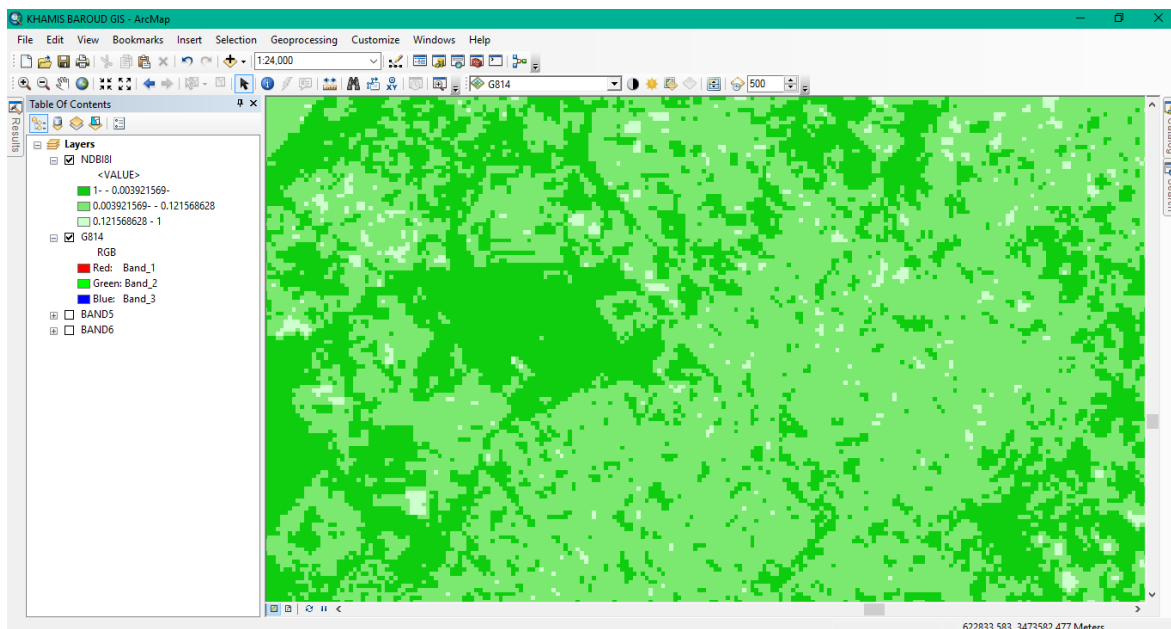 KHAMIS BAROUD GIS - ArcMap
File Edit View Bookmarks Insert Selection Geoprocessing Customize Windows Help
1:24,000
G814 500
Table Of Contents
Results
Layers
NDBI8I
<VALUE>
1- - 0.003921569-
0.003921569- - 0.121568628
0.121568628 - 1
G814
RGB
Red: Band_1
Green: Band_2
Blue: Band_3
BAND5
BAND6
Catalog
Search
622833.583 3473582.477 Meters